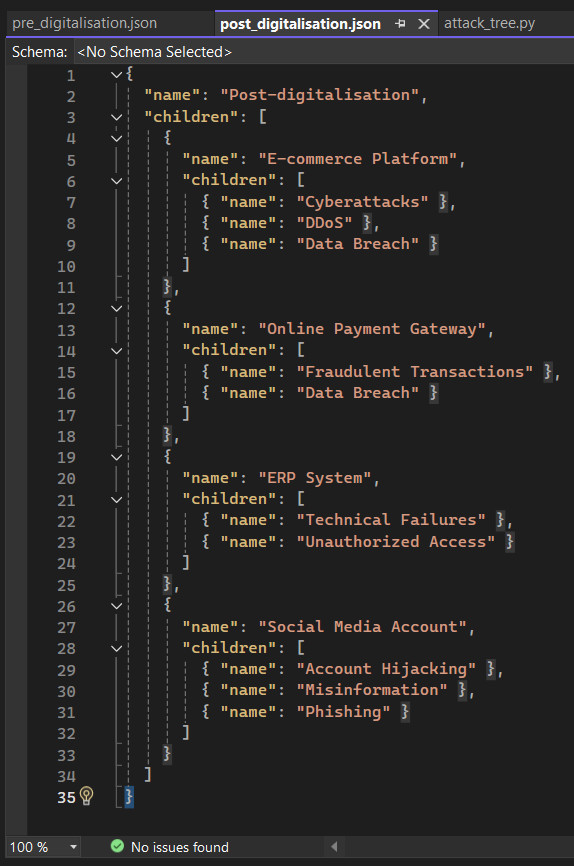 pre_digitalisation.json post_digitalisation.json attack_tree.py
Schema: <No Schema Selected>
1 {
2 "name": "Post-digitalisation",
3 "children": [
4 {
5 "name": "E-commerce Platform",
6 "children": [
7 { "name": "Cyberattacks" },
8 { "name": "DDoS" },
9 { "name": "Data Breach" }
10 ]
11 },
12 {
13 "name": "Online Payment Gateway",
14 "children": [
15 { "name": "Fraudulent Transactions" },
16 { "name": "Data Breach" }
17 ]
18 },
19 {
20 "name": "ERP System",
21 "children": [
22 { "name": "Technical Failures" },
23 { "name": "Unauthorized Access" }
24 ]
25 },
26 {
27 "name": "Social Media Account",
28 "children": [
29 { "name": "Account Hijacking" },
30 { "name": "Misinformation" },
31 { "name": "Phishing" }
32 ]
33 }
34 ]
35 }
100 % No issues found